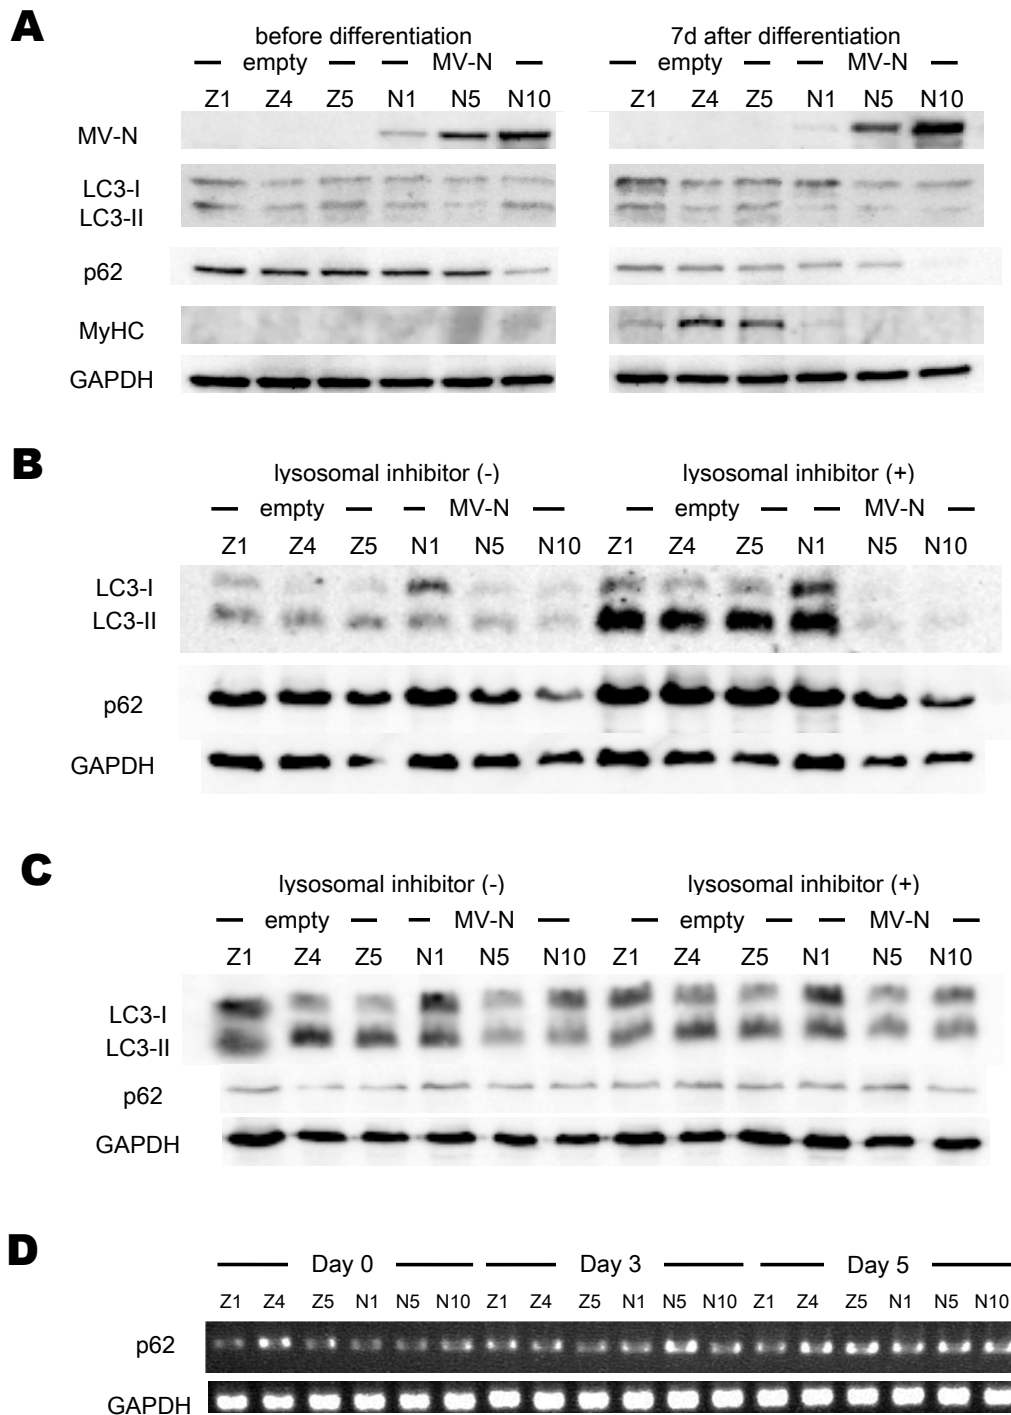 A
before differentiation
7d after differentiation
empty MV-N
empty MV-N
Z1 Z4 Z5 N1 N5 N10
Z1 Z4 Z5 N1 N5 N10
MV-N
LC3-I
LC3-II
p62
MyHC
GAPDH
B
lysosomal inhibitor (-)
lysosomal inhibitor (+)
empty MV-N
empty MV-N
Z1 Z4 Z5 N1 N5 N10 Z1 Z4 Z5 N1 N5 N10
LC3-I
LC3-II
p62
GAPDH
C
lysosomal inhibitor (-)
lysosomal inhibitor (+)
empty MV-N
empty MV-N
Z1 Z4 Z5 N1 N5 N10 Z1 Z4 Z5 N1 N5 N10
LC3-I
LC3-II
p62
GAPDH
D
Day 0 Day 3 Day 5
Z1 Z4 Z5 N1 N5 N10 Z1 Z4 Z5 N1 N5 N10 Z1 Z4 Z5 N1 N5 N10
p62
GAPDH